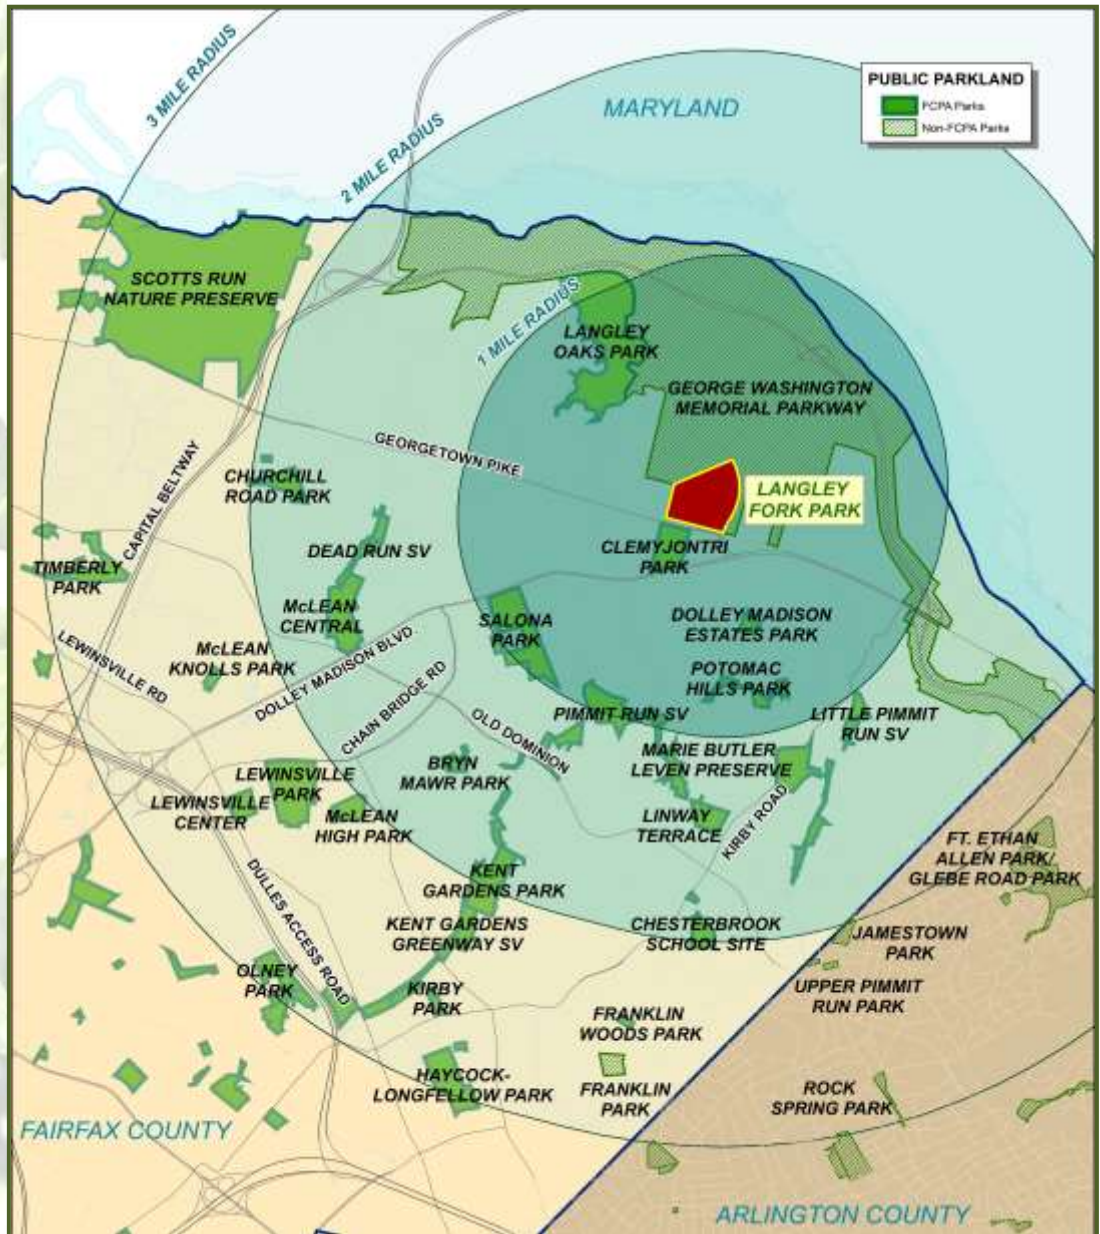 3 MILE RADIUS
2 MILE RADIUS
MARYLAND
PUBLIC PARKLAND
FCPA Parks
Non-FCPA Parks
SCOTTS RUN
NATURE PRESERVE
1 MILE RADIUS
LANGLEY
OAKS PARK
GEORGE WASHINGTON
MEMORIAL PARKWAY
GEORGETOWN PIKE
CAPITAL BELTWAY
CHURCHILL
ROAD PARK
LANGLEY
FORK PARK
DEAD RUN SV
CLEMYJONTRI
PARK
TIMBERLY
PARK
McLEAN
CENTRAL
SALONA
PARK
DOLLEY MADISON
ESTATES PARK
LEWINSVILLE RD
McLEAN
KNOLLS PARK
DOLLEY MADISON BLVD
POTOMAC
HILLS PARK
CHAIN BRIDGE RD
OLD DOMINION
PIMMIT RUN SV
LITTLE PIMMIT
RUN SV
BRYN
MAWR PARK
MARIE BUTLER
LEVEN PRESERVE
LEWINSVILLE
PARK
LEWINSVILLE
CENTER
McLEAN
HIGH PARK
LINWAY
TERRACE
KIRBY ROAD
FT. ETHAN
ALLEN PARK/
GLEBE ROAD PARK
KENT
GARDENS PARK
DULLES ACCESS ROAD
KENT GARDENS
GREENWAY SV
CHESTERBROOK
SCHOOL SITE
JAMESTOWN
PARK
OLNEY
PARK
KIRBY
PARK
UPPER PIMMIT
RUN PARK
FRANKLIN
WOODS PARK
HAYCOCK-
LONGFELLOW PARK
FRANKLIN
PARK
ROCK
SPRING PARK
FAIRFAX COUNTY
ARLINGTON COUNTY